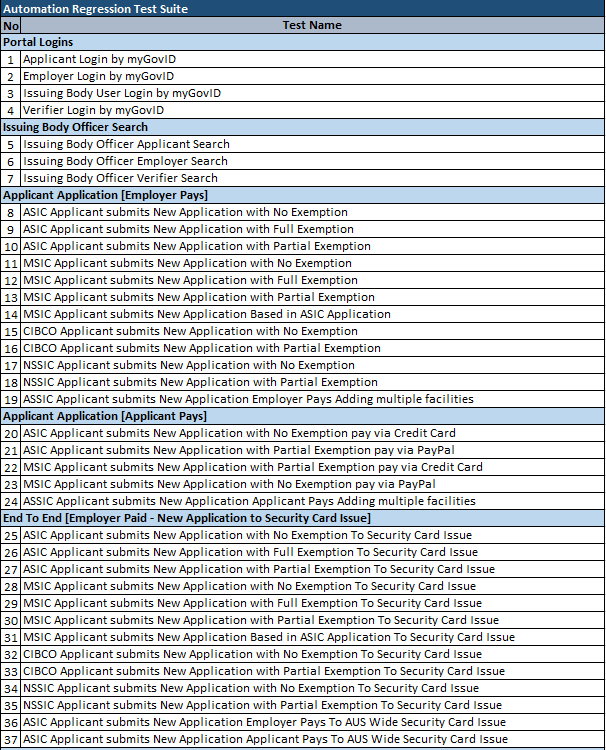 Automation Regression Test Suite
No Test Name
Portal Logins
1 Applicant Login by myGovID
2 Employer Login by myGovID
3 Issuing Body User Login by myGovID
4 Verifier Login by myGovID
Issuing Body Officer Search
5 Issuing Body Officer Applicant Search
6 Issuing Body Officer Employer Search
7 Issuing Body Officer Verifier Search
Applicant Application [Employer Pays]
8 ASIC Applicant submits New Application with No Exemption
9 ASIC Applicant submits New Application with Full Exemption
10 ASIC Applicant submits New Application with Partial Exemption
11 MSIC Applicant submits New Application with No Exemption
12 MSIC Applicant submits New Application with Full Exemption
13 MSIC Applicant submits New Application with Partial Exemption
14 MSIC Applicant submits New Application Based in ASIC Application
15 CIBCO Applicant submits New Application with No Exemption
16 CIBCO Applicant submits New Application with Partial Exemption
17 NSSIC Applicant submits New Application with No Exemption
18 NSSIC Applicant submits New Application with Partial Exemption
19 ASSIC Applicant submits New Application Employer Pays Adding multiple facilities
Applicant Application [Applicant Pays]
20 ASIC Applicant submits New Application with No Exemption pay via Credit Card
21 ASIC Applicant submits New Application with Partial Exemption pay via PayPal
22 MSIC Applicant submits New Application with Partial Exemption pay via Credit Card
23 MSIC Applicant submits New Application with No Exemption pay via PayPal
24 ASSIC Applicant submits New Application Applicant Pays Adding multiple facilities
End To End [Employer Paid - New Application to Security Card Issue]
25 ASIC Applicant submits New Application with No Exemption To Security Card Issue
26 ASIC Applicant submits New Application with Full Exemption To Security Card Issue
27 ASIC Applicant submits New Application with Partial Exemption To Security Card Issue
28 MSIC Applicant submits New Application with No Exemption To Security Card Issue
29 MSIC Applicant submits New Application with Full Exemption To Security Card Issue
30 MSIC Applicant submits New Application with Partial Exemption To Security Card Issue
31 MSIC Applicant submits New Application Based in ASIC Application To Security Card Issue
32 CIBCO Applicant submits New Application with No Exemption To Security Card Issue
33 CIBCO Applicant submits New Application with Partial Exemption To Security Card Issue
34 NSSIC Applicant submits New Application with No Exemption To Security Card Issue
35 NSSIC Applicant submits New Application with Partial Exemption To Security Card Issue
36 ASIC Applicant submits New Application Employer Pays To AUS Wide Security Card Issue
37 ASIC Applicant submits New Application Applicant Pays To AUS Wide Security Card Issue